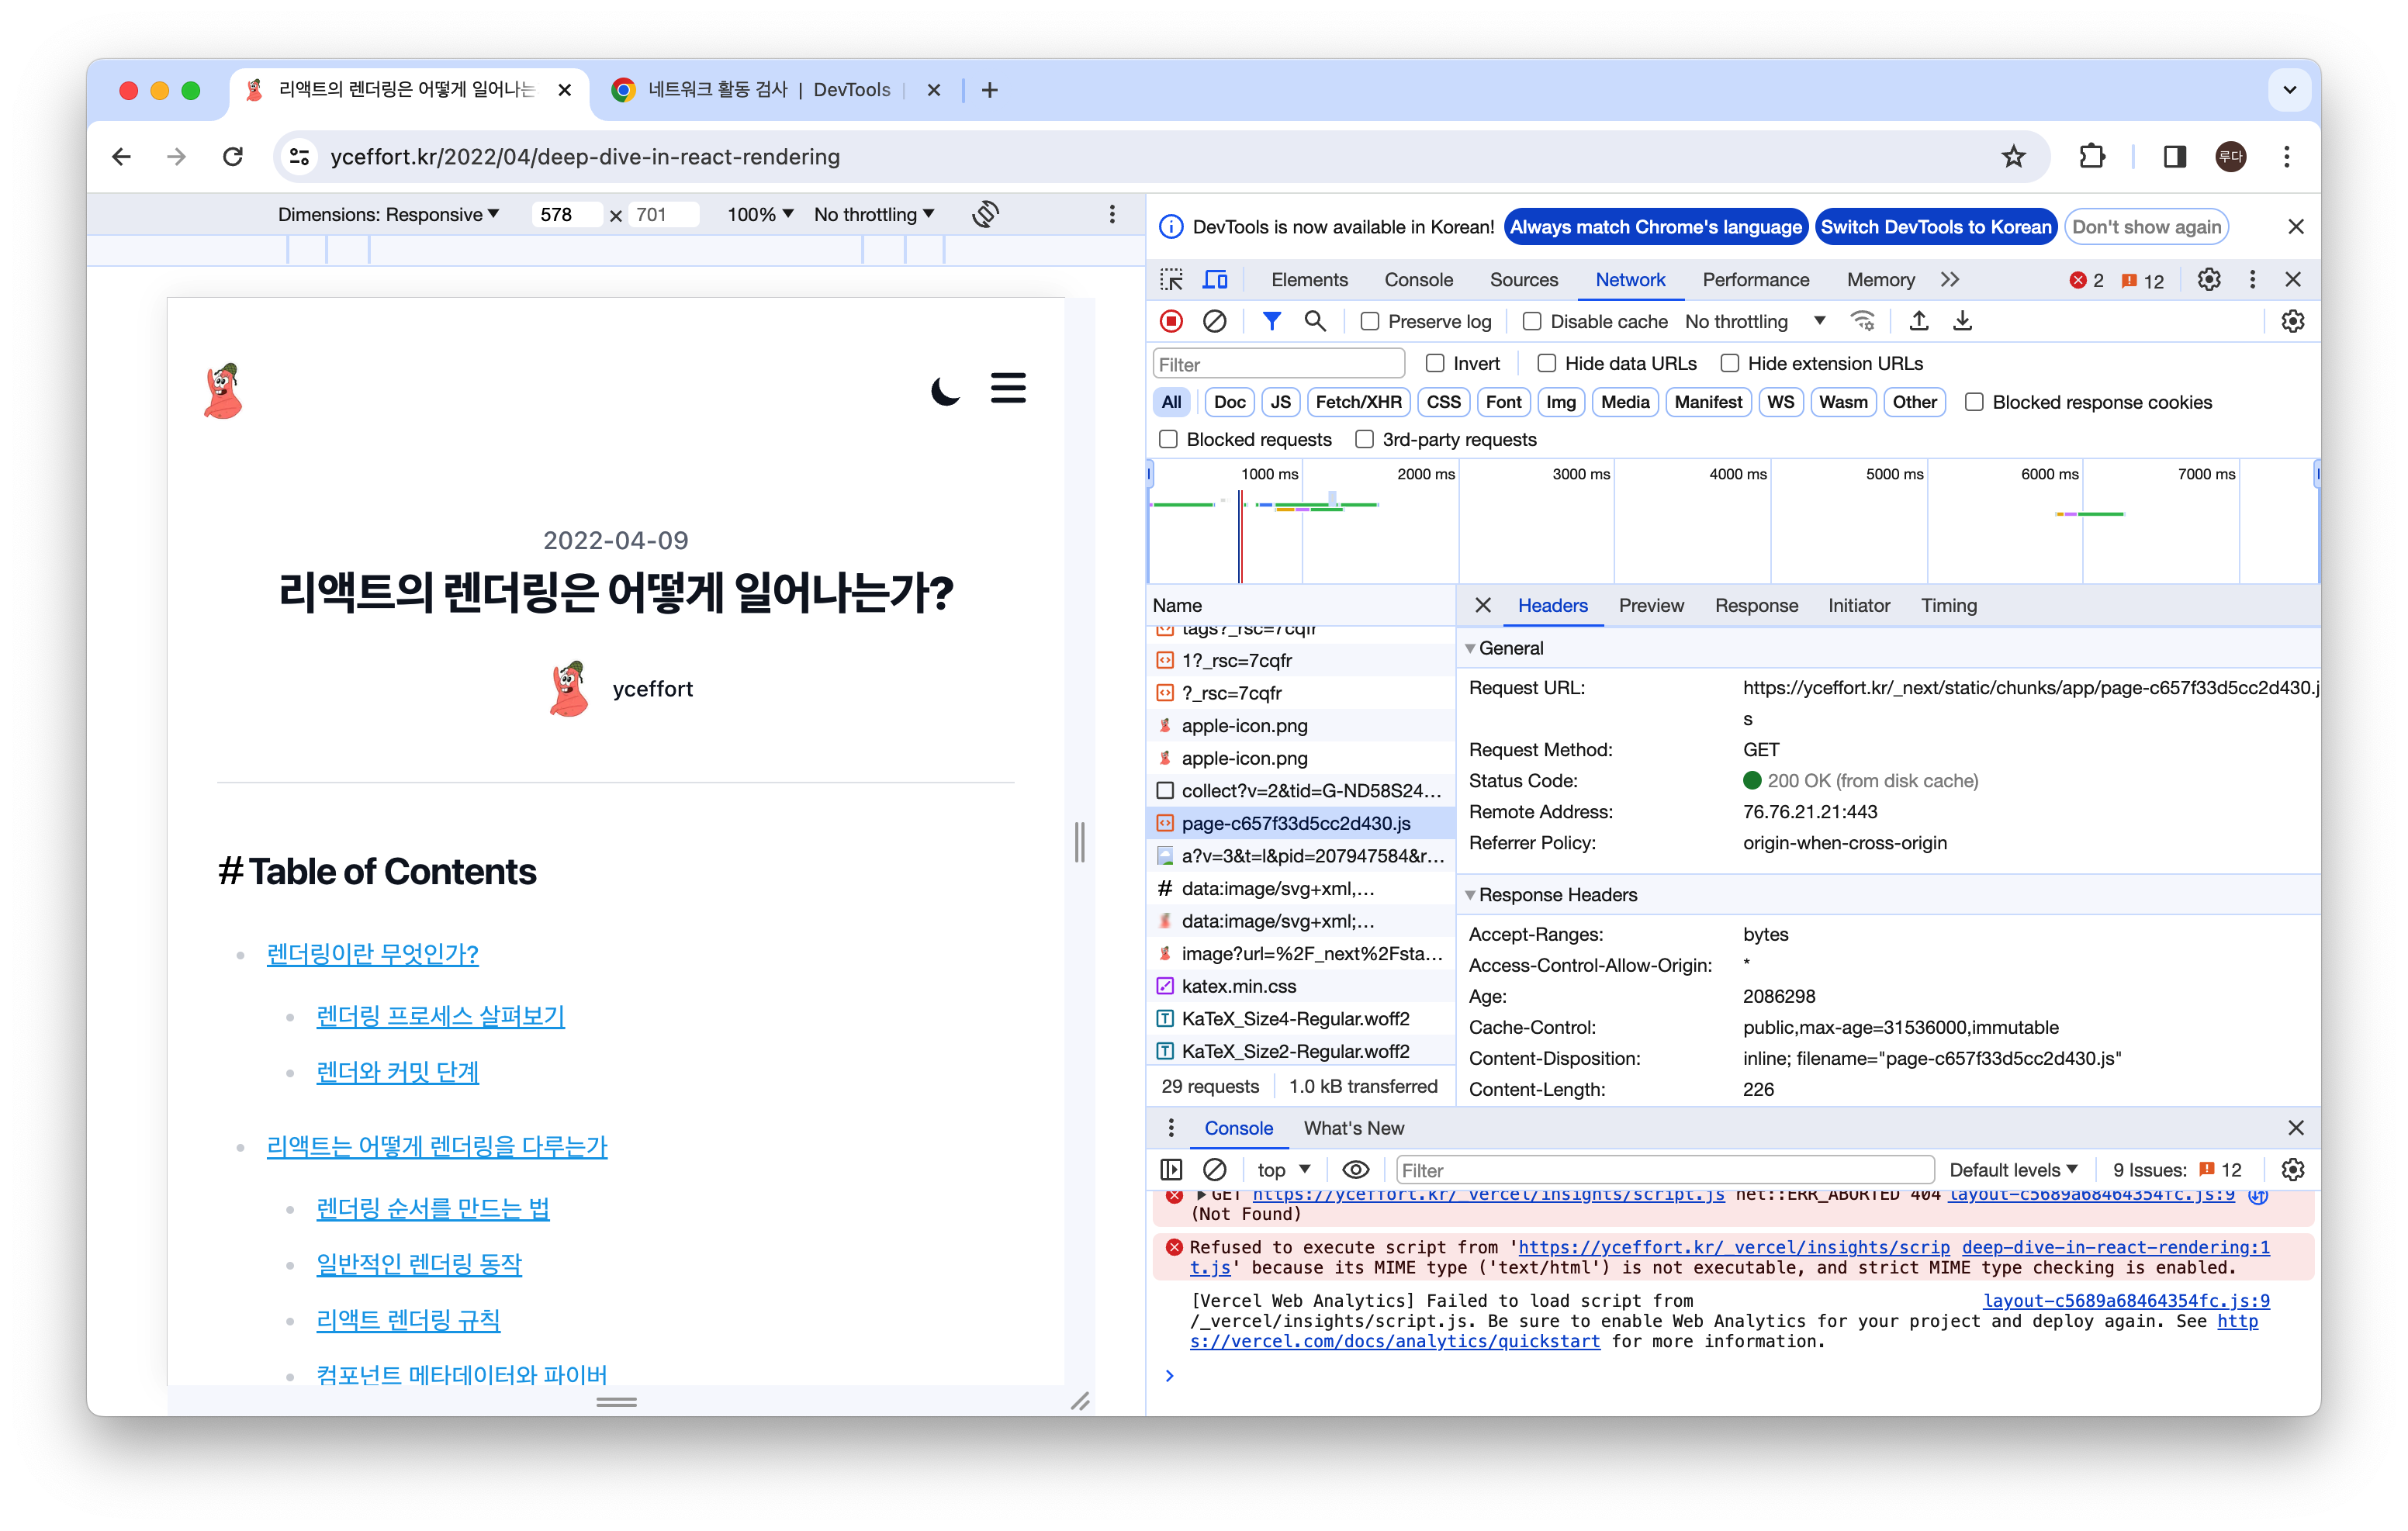 리액트의 렌더링은 어떻게 일어나는
네트워크 활동 검사 | DevTools |
yceffort.kr/2022/04/deep-dive-in-react-rendering
루다
Dimensions: Responsive 578 × 701 100% No throttling
2022-04-09
리액트의 렌더링은 어떻게 일어나는가?
yceffort
# Table of Contents
렌더링이란 무엇인가?
렌더링 프로세스 살펴보기
렌더와 커밋 단계
리액트는 어떻게 렌더링을 다루는가
렌더링 순서를 만드는 법
일반적인 렌더링 동작
리액트 렌더링 규칙
컴포넌트 메타데이터와 파이버
DevTools is now available in Korean! Always match Chrome's language Switch DevTools to Korean Don't show again
Elements Console Sources Network Performance Memory 2 12
Preserve log Disable cache No throttling
Filter Invert Hide data URLs Hide extension URLs
All Doc JS Fetch/XHR CSS Font Img Media Manifest WS Wasm Other Blocked response cookies
Blocked requests 3rd-party requests
1000 ms 2000 ms 3000 ms 4000 ms 5000 ms 6000 ms 7000 ms
Name
tags?_rsc=7cqfr
1?_rsc=7cqfr
?_rsc=7cqfr
apple-icon.png
apple-icon.png
collect?v=2&tid=G-ND58S24...
page-c657f33d5cc2d430.js
a?v=3&t=l&pid=207947584&r...
data:image/svg+xml,...
data:image/svg+xml;...
image?url=%2F_next%2Fsta...
katex.min.css
KaTeX_Size4-Regular.woff2
KaTeX_Size2-Regular.woff2
29 requests 1.0 kB transferred
Headers Preview Response Initiator Timing
General
Request URL: https://yceffort.kr/_next/static/chunks/app/page-c657f33d5cc2d430.j
s
Request Method: GET
Status Code: 200 OK (from disk cache)
Remote Address: 76.76.21.21:443
Referrer Policy: origin-when-cross-origin
Response Headers
Accept-Ranges: bytes
Access-Control-Allow-Origin: *
Age: 2086298
Cache-Control: public,max-age=31536000,immutable
Content-Disposition: inline; filename="page-c657f33d5cc2d430.js"
Content-Length: 226
Console What's New
top Filter Default levels 9 Issues: 12
GET https://yceffort.kr/_vercel/insights/script.js net::ERR_ABORTED 404 layout-c5689a68464354fc.js:9
(Not Found)
Refused to execute script from 'https://yceffort.kr/_vercel/insights/scrip deep-dive-in-react-rendering:1
t.js' because its MIME type ('text/html') is not executable, and strict MIME type checking is enabled.
[Vercel Web Analytics] Failed to load script from layout-c5689a68464354fc.js:9
/_vercel/insights/script.js. Be sure to enable Web Analytics for your project and deploy again. See http
s://vercel.com/docs/analytics/quickstart for more information.